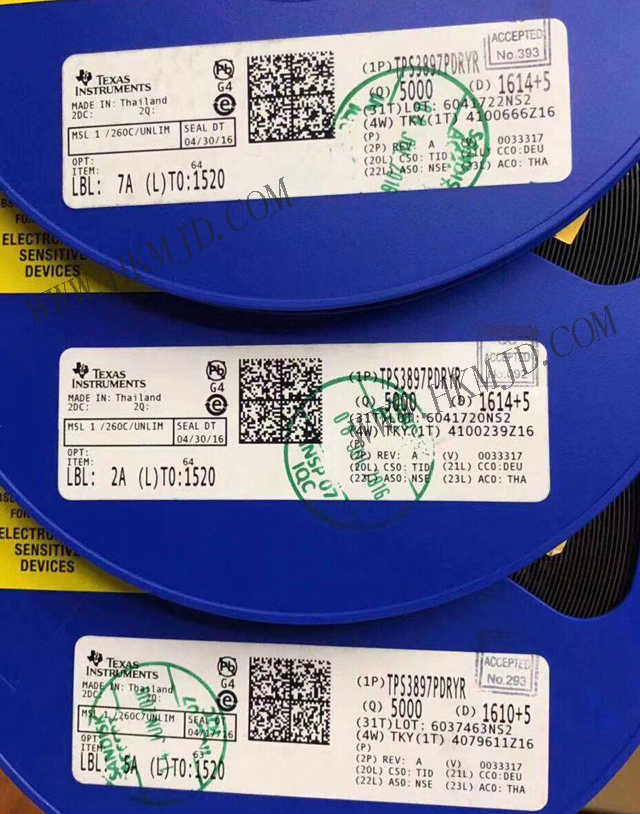 ACCEPTED
No.393
TEXAS
INSTRUMENTS
Pb
G4
e
MADE IN: Thailand
2DC: 2Q:
MSL 1 /260C/UNLIM SEAL DT
04/30/16
OPT:
ITEM: 64
LBL: 7A (L)TO:1520
(1P)TPS3897PDRYR
(Q) 5000 (D) 1614+5
(31T)LOT: 6041722NS2
(4W) TKY(1T) 4100666Z16
(P)
(2P) REV: A 0033317
(20L) CSO: TID (21L) CCO:DEU
(22L) ASO: NSE (23L) ACO: THA
ELECTRO
SENSITIVE
DEVICES
WWW.HKMJD.COM
ACCEPTED
TEXAS
INSTRUMENTS
Pb
G4
e
MADE IN: Thailand
2DC: 2Q:
MSL 1 /260C/UNLIM SEAL DT
04/30/16
OPT:
ITEM: 64
LBL: 2A (L)TO:1520
(1P)TPS3897PDRYR
(Q) 5000 (D) 1614+5
(31T)LOT: 6041720NS2
(4W) TKY(1T) 4100239Z16
(P)
(2P) REV: A (V) 0033317
(20L) CSO: TID (21L) CCO:DEU
(22L) ASO: NSE (23L) ACO: THA
IQC
WWW.HKMJD.COM
FOR
ELECTRO
SENSITIVE
DEVICES
ACCEPTED
No.293
TEXAS
INSTRUMENTS
Pb
G4
e
MADE IN: Thailand
2DC: 2Q:
MSL 1 /260C/UNLIM SEAL DT
OPT:
ITEM: 63
LBL: 5A (L)TO:1520
(1P)TPS3897PDRYR
(Q) 5000 (D) 1610+5
(31T)LOT: 6037463NS2
(4W) TKY(1T) 4079611Z16
(P)
(2P) REV: A (V) 0033317
(20L) CSO: TID (21L) CCO:DEU
(22L) ASO: NSE (23L) ACO: THA